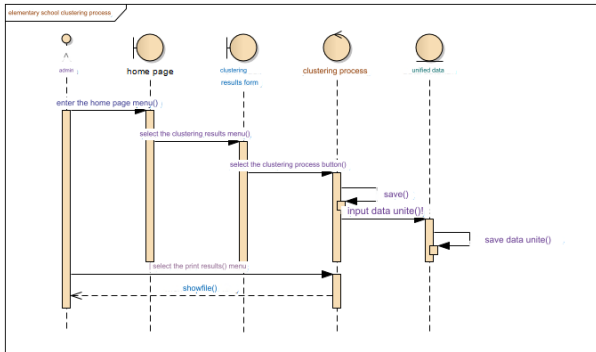 elementary school clustering process
admin
home page
clustering
results form
clustering process
unified data
enter the home page menu()
select the clustering results menu()
select the clustering process button()
save()
input data unite()!
save data unite()
select the print results() menu
showfile()